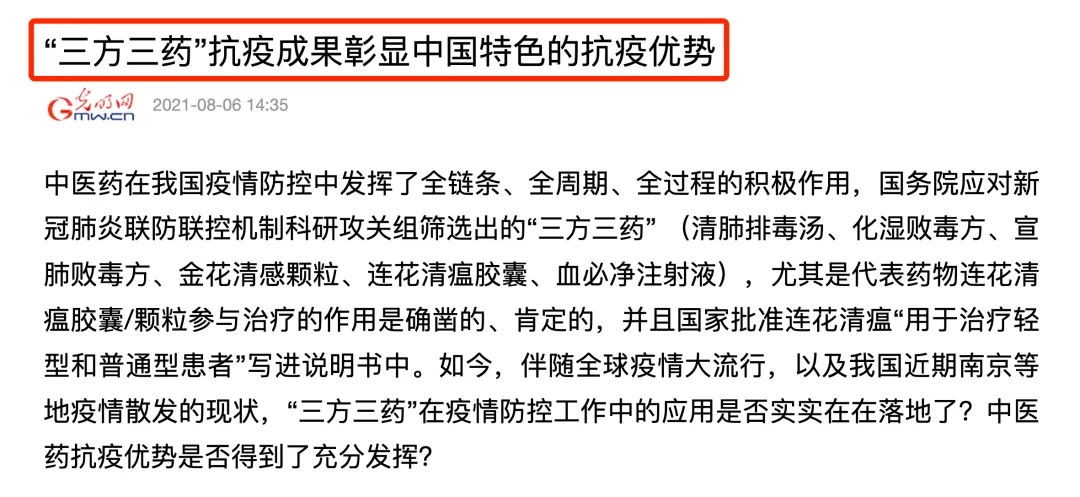 “三方三药”抗疫成果彰显中国特色的抗疫优势
光明网
GMW.CN
2021-08-06 14:35
中医药在我国疫情防控中发挥了全链条、全周期、全过程的积极作用，国务院应对新
冠肺炎联防联控机制科研攻关组筛选出的“三方三药” （清肺排毒汤、化湿败毒方、宣
肺败毒方、金花清感颗粒、连花清瘟胶囊、血必净注射液），尤其是代表药物连花清
瘟胶囊/颗粒参与治疗的作用是确凿的、肯定的，并且国家批准连花清瘟“用于治疗轻
型和普通型患者”写进说明书中。如今，伴随全球疫情大流行，以及我国近期南京等
地疫情散发的现状，“三方三药”在疫情防控工作中的应用是否实实在在落地了？中医
药抗疫优势是否得到了充分发挥？